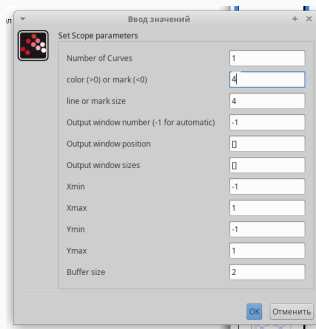 Ввод значений
Set Scope parameters
Number of Curves 1
color (>0) or mark (<0) 4
line or mark size 4
Output window number (-1 for automatic) -1
Output window position []
Output window sizes []
Xmin -1
Xmax 1
Ymin -1
Ymax 1
Buffer size 2
OK Отменить